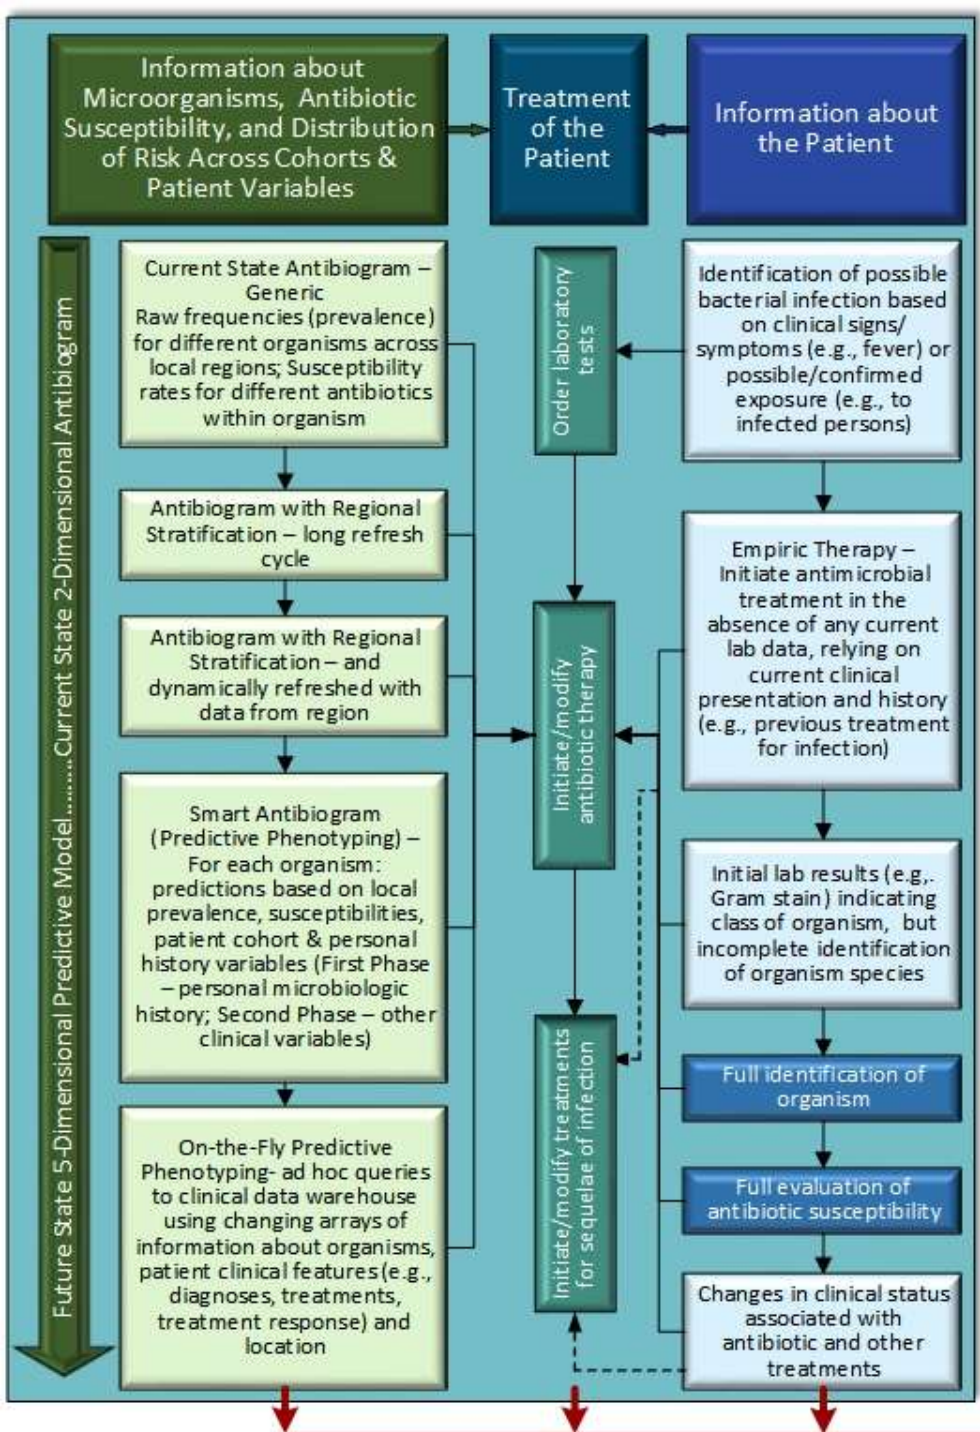 Information about
Microorganisms, Antibiotic
Susceptibility, and Distribution
of Risk Across Cohorts &
Patient Variables
Treatment
of the
Patient
Information about
the Patient
Future State 5-Dimensional Predictive Model.........Current State 2-Dimensional Antibiogram
Current State Antibiogram –
Generic
Raw frequencies (prevalence)
for different organisms across
local regions; Susceptibility
rates for different antibiotics
within organism
Antibiogram with Regional
Stratification – long refresh
cycle
Antibiogram with Regional
Stratification – and
dynamically refreshed with
data from region
Smart Antibiogram
(Predictive Phenotyping) –
For each organism:
predictions based on local
prevalence, susceptibilities,
patient cohort & personal
history variables (First Phase
– personal microbiologic
history; Second Phase – other
clinical variables)
On-the-Fly Predictive
Phenotyping- ad hoc queries
to clinical data warehouse
using changing arrays of
information about organisms,
patient clinical features (e.g.,
diagnoses, treatments,
treatment response) and
location
Order laboratory
tests
Initiate/modify
antibiotic therapy
Initiate/modify treatments
for sequelae of infection
Identification of possible
bacterial infection based
on clinical signs/
symptoms (e.g., fever) or
possible/confirmed
exposure (e.g., to
infected persons)
Empiric Therapy –
Initiate antimicrobial
treatment in the
absence of any current
lab data, relying on
current clinical
presentation and history
(e.g., previous treatment
for infection)
Initial lab results (e.g,.
Gram stain) indicating
class of organism, but
incomplete identification
of organism species
Full identification of
organism
Full evaluation of
antibiotic susceptibility
Changes in clinical status
associated with
antibiotic and other
treatments